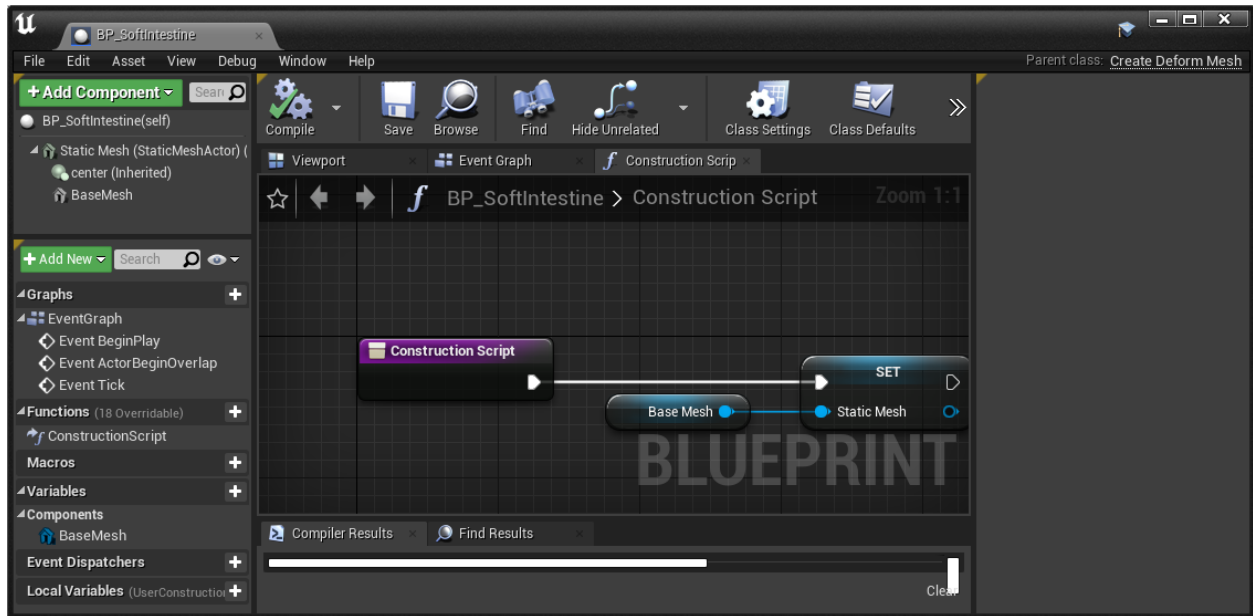 BP_SoftIntestine
File Edit Asset View Debug Window Help
Parent class: Create Deform Mesh
+Add Component
Sear
BP_SoftIntestine(self)
Static Mesh (StaticMeshActor) (
center (Inherited)
BaseMesh
Add New
Search
Graphs
EventGraph
Event BeginPlay
Event ActorBeginOverlap
Event Tick
Functions (18 Overridable)
ConstructionScript
Macros
Variables
Components
BaseMesh
Event Dispatchers
Local Variables (UserConstruction
Compile
Save
Browse
Find
Hide Unrelated
Class Settings
Class Defaults
Viewport
Event Graph
Construction Scrip
BP_SoftIntestine > Construction Script
Zoom 1:1
Construction Script
SET
Base Mesh
Static Mesh
BLUEPRINT
Compiler Results
Find Results
Clear